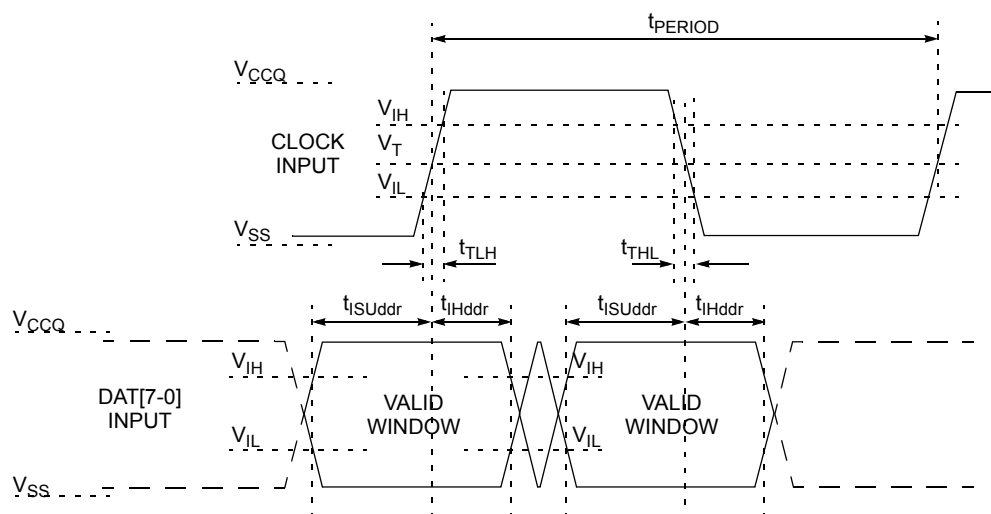 tPERIOD
VCCQ
VIH
CLOCK
INPUT
VT
VIL
VSS
tTLH
tTHL
tISUddr
tIHddr
tISUddr
tIHddr
VCCQ
VIH
VIH
DAT[7-0]
INPUT
VALID
WINDOW
VALID
WINDOW
VIL
VIL
VSS